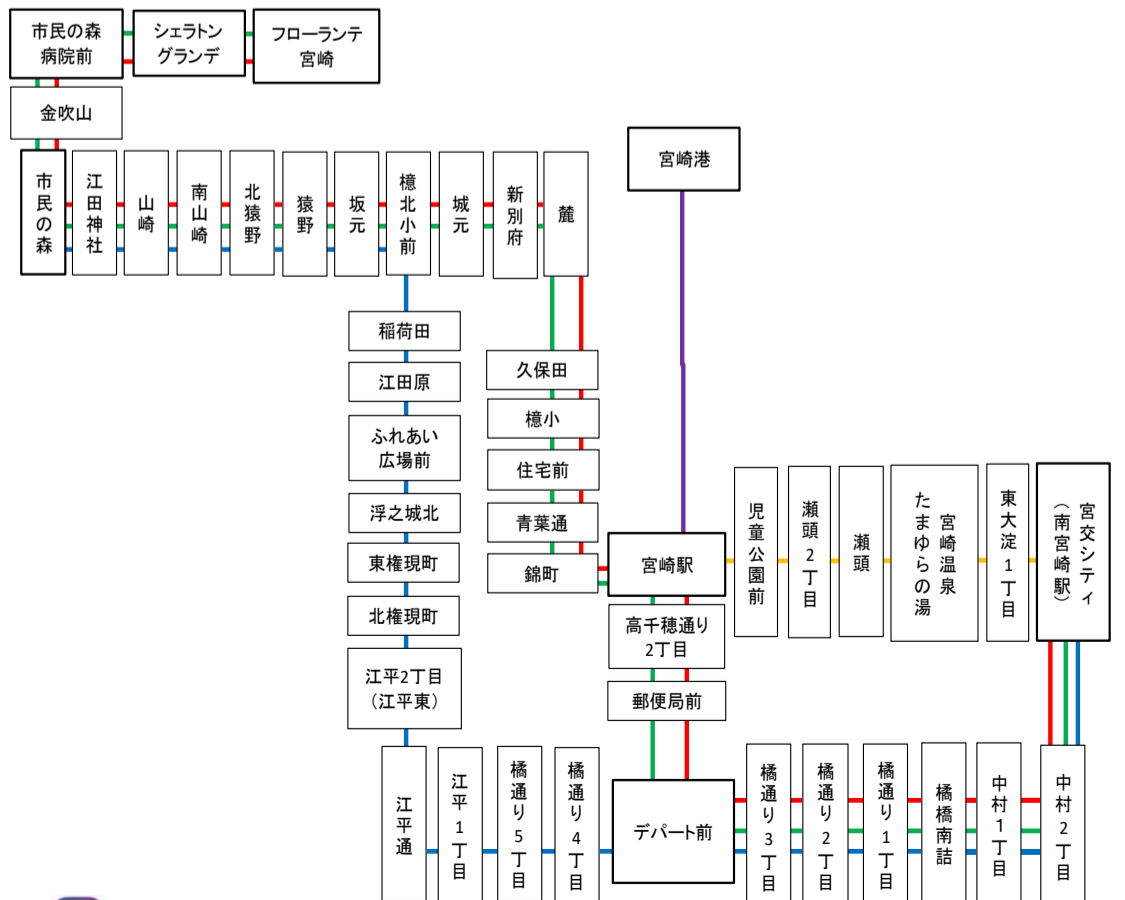 市民の森
病院前
シェラトン
グランデ
フローランテ
宮崎
金吹山
市民の森
江田神社
山崎
南山崎
北猿野
猿野
坂元
檍北小前
城元
新別府
麓
宮崎港
稲荷田
江田原
ふれあい
広場前
浮之城北
東権現町
北権現町
江平2丁目
（江平東）
久保田
檍小
住宅前
青葉通
錦町
宮崎駅
高千穂通り
2丁目
郵便局前
児童公園前
瀬頭2丁目
瀬頭
宮崎温泉
たまゆらの湯
東大淀1丁目
宮交シティ
（南宮崎駅）
江平通
江平1丁目
橘通り5丁目
橘通り4丁目
デパート前
橘通り3丁目
橘通り2丁目
橘通り1丁目
橘橋南詰
中村1丁目
中村2丁目